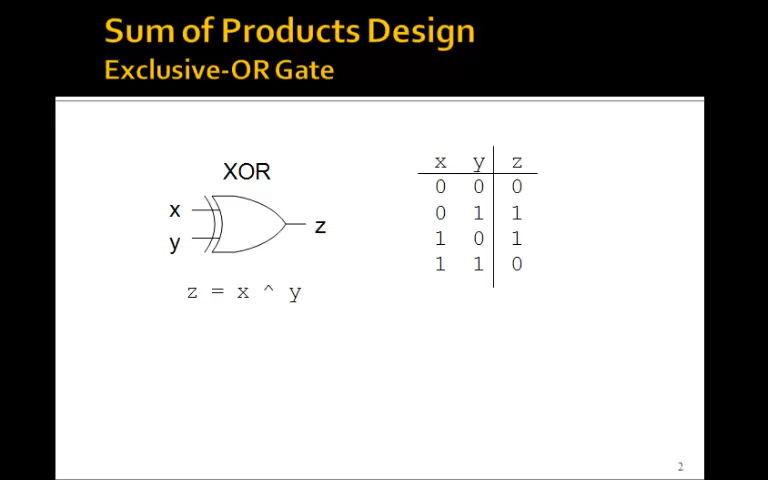 Sum of Products Design
Exclusive-OR Gate
XOR
x
y
z
z = x ^ y
x y z
0 0 0
0 1 1
1 0 1
1 1 0
2